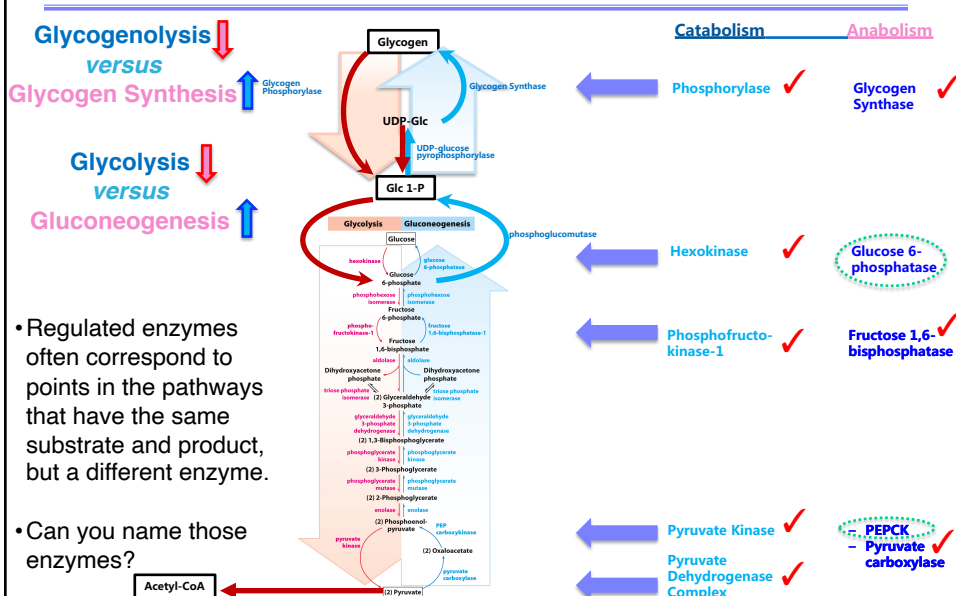 Glycogenolysis
versus
Glycogen Synthesis
Glycolysis
versus
Gluconeogenesis
•Regulated enzymes
often correspond to
points in the pathways
that have the same
substrate and product,
but a different enzyme.
•Can you name those
enzymes?
Glycogen
Glycogen
Phosphorylase
Glycogen Synthase
UDP-Glc
UDP-glucose
pyrophosphorylase
Glc 1-P
phosphoglucomutase
Glycolysis
Gluconeogenesis
Glucose
hexokinase
glucose
6-phosphatase
Glucose
6-phosphate
phosphohexose
isomerase
phosphohexose
isomerase
Fructose
6-phosphate
phospho-
fructokinase-1
fructose
1,6-bisphosphatase-1
Fructose
1,6-bisphosphate
aldolase
aldolase
Dihydroxyacetone
phosphate
Dihydroxyacetone
phosphate
triose phosphate
isomerase
triose phosphate
isomerase
(2) Glyceraldehyde
3-phosphate
glyceraldehyde
3-phosphate
dehydrogenase
glyceraldehyde
3-phosphate
dehydrogenase
(2) 1,3-Bisphosphoglycerate
phosphoglycerate
kinase
phosphoglycerate
kinase
(2) 3-Phosphoglycerate
phosphoglycerate
mutase
phosphoglycerate
mutase
(2) 2-Phosphoglycerate
enolase
enolase
(2) Phosphoenol-
pyruvate
PEP
carboxykinase
pyruvate
kinase
(2) Oxaloacetate
pyruvate
carboxylase
(2) Pyruvate
Acetyl-CoA
Catabolism
Anabolism
Phosphorylase
Glycogen
Synthase
Hexokinase
Glucose 6-
phosphatase
Phosphofructo-
kinase-1
Fructose 1,6-
bisphosphatase
Pyruvate Kinase
– PEPCK
– Pyruvate
carboxylase
Pyruvate
Dehydrogenase
Complex